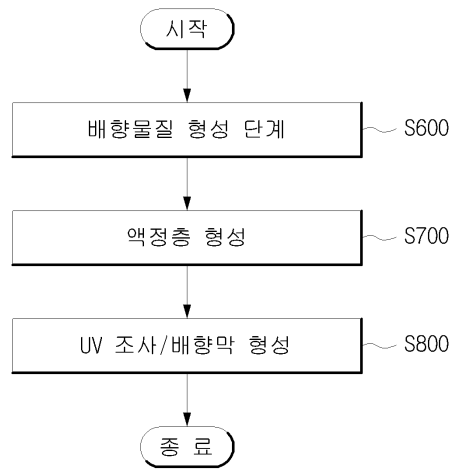 시작
배향물질 형성 단계
S600
액정층 형성
S700
UV 조사/배향막 형성
S800
종 료